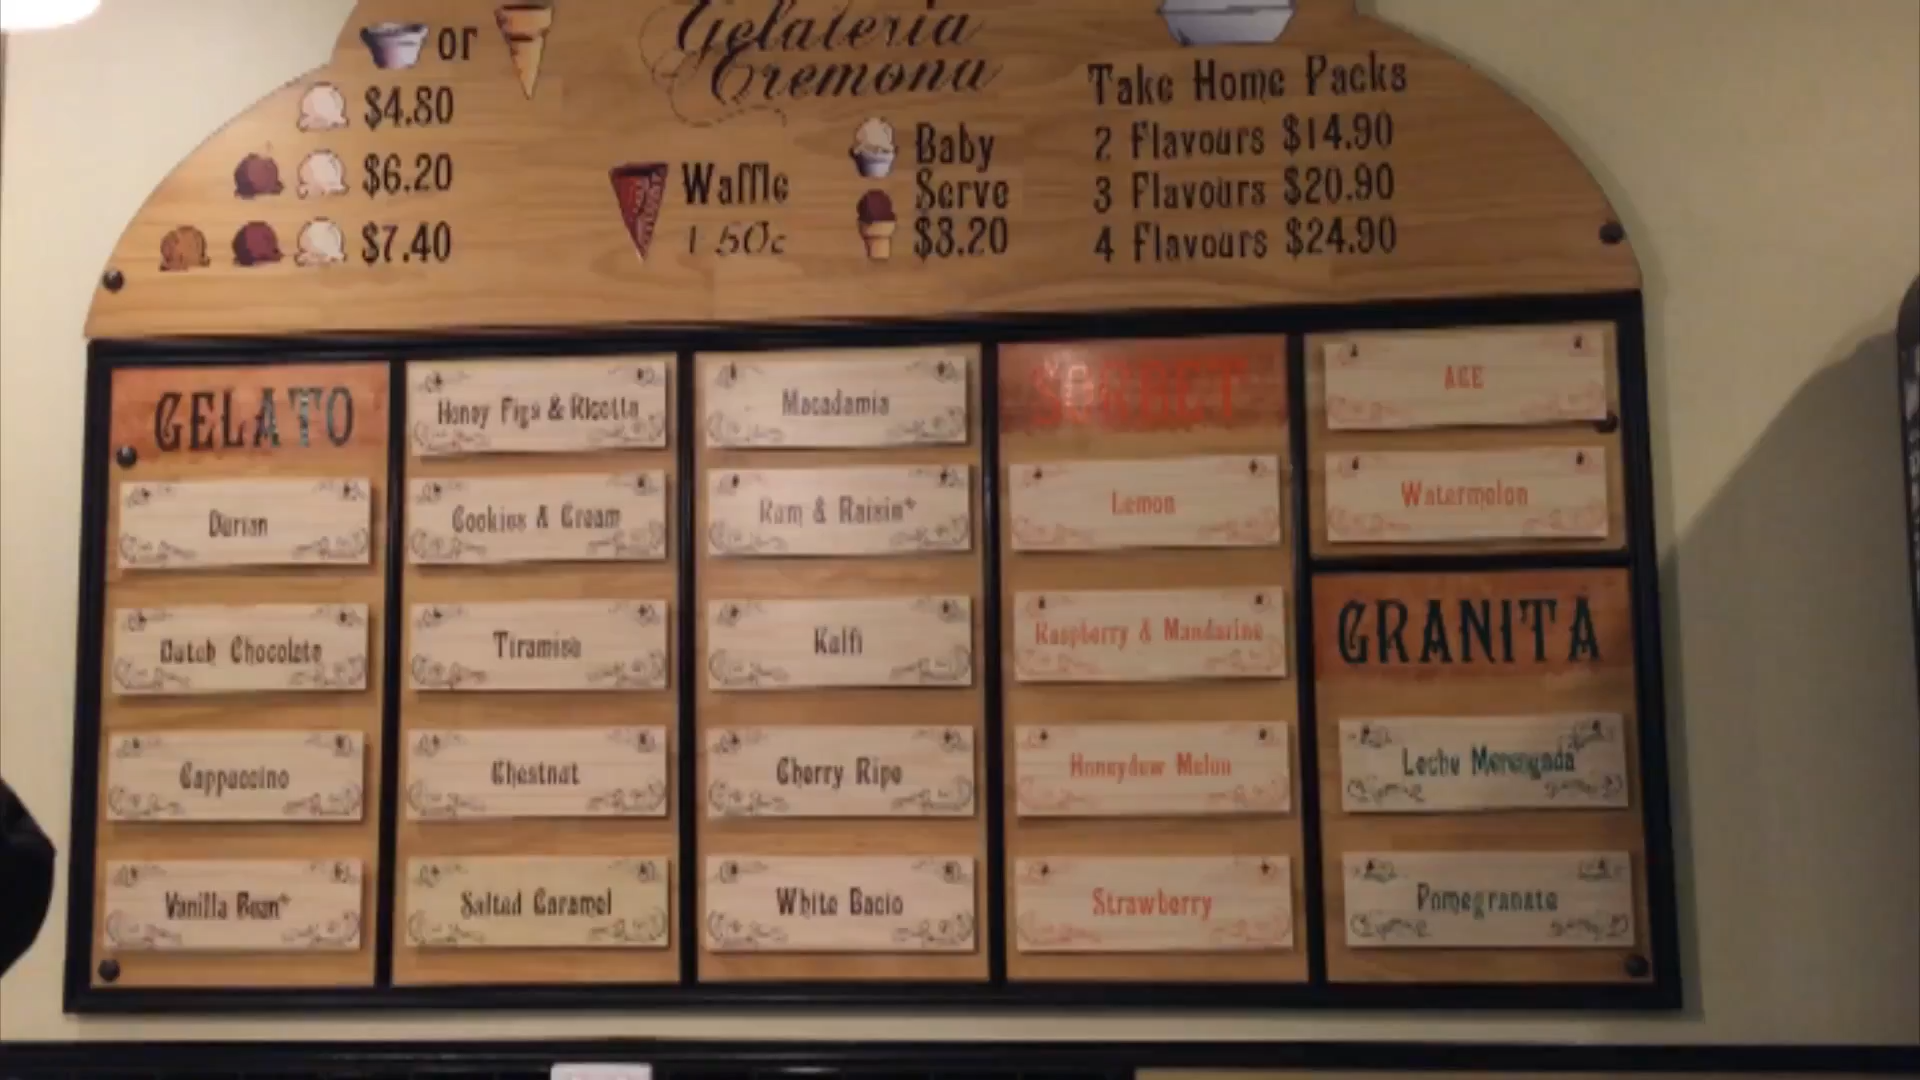 or
$4.80
$6.20
$7.40
Gelateria
Cremona
Waffle
+ 50c
Baby
Serve
$3.20
Take Home Packs
2 Flavours $14.90
3 Flavours $20.90
4 Flavours $24.90
GELATO
Durian
Dutch Chocolate
Cappuccino
Vanilla Bean*
Honey Figs & Ricotta
Cookies & Cream
Tiramisu
Chestnut
Salted Caramel
Macadamia
Rum & Raisin*
Kulfi
Cherry Ripe
White Bacio
SORBET
Lemon
Raspberry & Mandarine
Honeydew Melon
Strawberry
ACE
Watermelon
GRANITA
Leche Merengada
Pomegranate